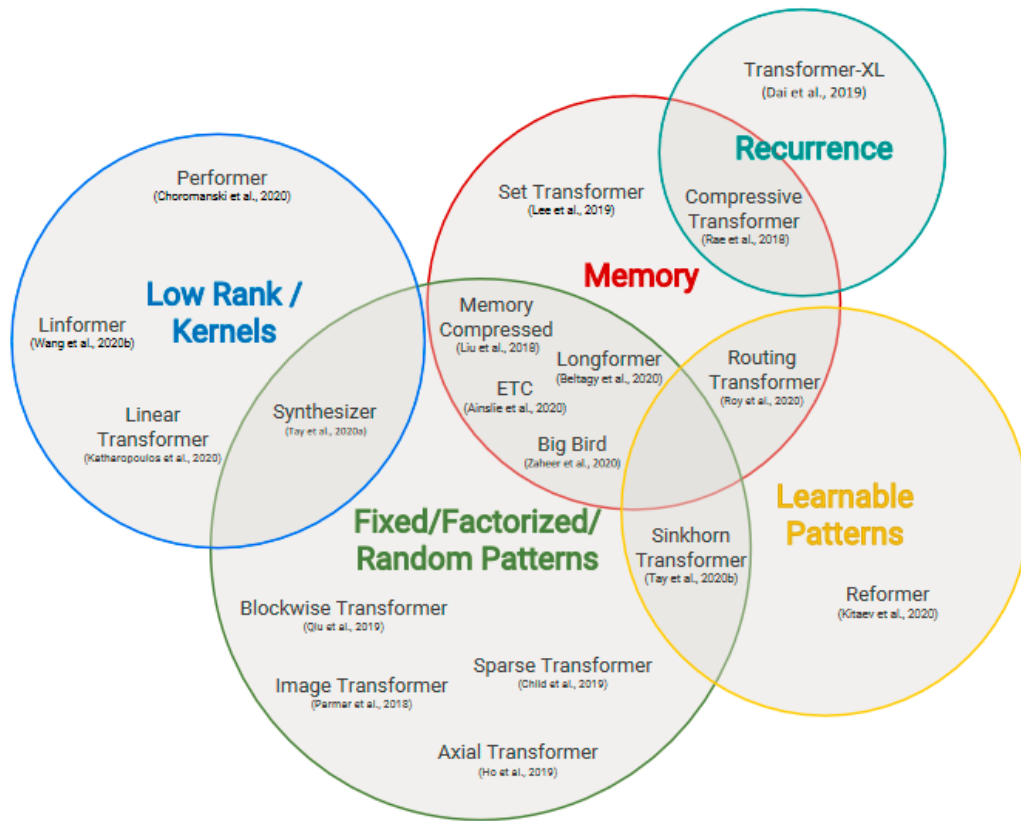 Transformer-XL
(Dai et al., 2019)
Recurrence
Compressive
Transformer
(Rae et al., 2018)
Set Transformer
(Lee et al., 2019)
Memory
Performer
(Choromanski et al., 2020)
Low Rank /
Kernels
Linformer
(Wang et al., 2020b)
Linear
Transformer
(Katharopoulos et al., 2020)
Synthesizer
(Tay et al., 2020a)
Memory
Compressed
(Liu et al., 2018)
Longformer
(Beltagy et al., 2020)
ETC
(Ainslie et al., 2020)
Big Bird
(Zaheer et al., 2020)
Routing
Transformer
(Roy et al., 2020)
Learnable
Patterns
Fixed/Factorized/
Random Patterns
Sinkhorn
Transformer
(Tay et al., 2020b)
Reformer
(Kitaev et al., 2020)
Blockwise Transformer
(Qiu et al., 2019)
Sparse Transformer
(Child et al., 2019)
Image Transformer
(Parmar et al., 2018)
Axial Transformer
(Ho et al., 2019)